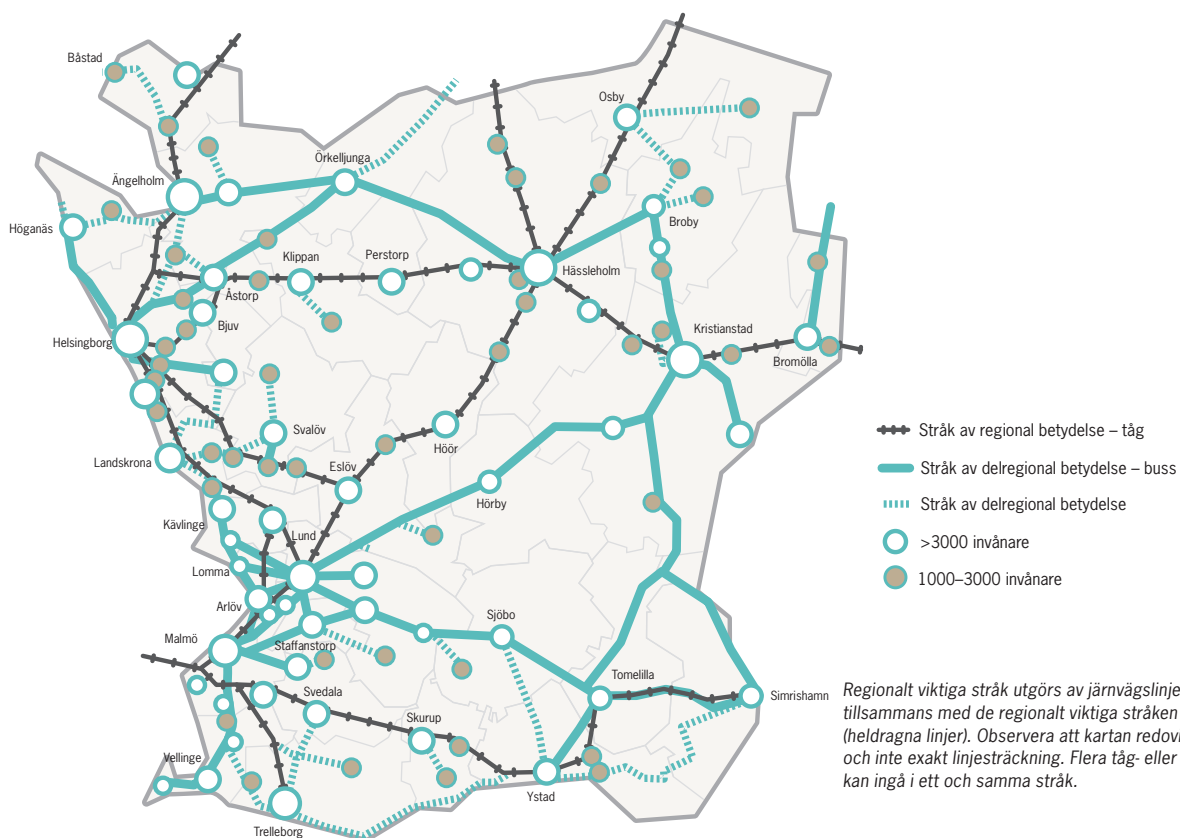 Båstad
Osby
Örkelljunga
Ängelholm
Broby
Höganäs
Klippan
Perstorp
Hässleholm
Åstorp
Bjuv
Helsingborg
Kristianstad
Bromölla
Svalöv
Höör
Landskrona
Eslöv
Hörby
Kävlinge
Lund
Lomma
Arlöv
Sjöbo
Malmö
Staffanstorp
Tomelilla
Svedala
Simrishamn
Skurup
Vellinge
Ystad
Trelleborg
Stråk av regional betydelse – tåg
Stråk av delregional betydelse – buss
Stråk av delregional betydelse
>3000 invånare
1000–3000 invånare
Regionalt viktiga stråk utgörs av järnvägslinje
tillsammans med de regionalt viktiga stråken
(heldragna linjer). Observera att kartan redovi
och inte exakt linjesträckning. Flera tåg- eller
kan ingå i ett och samma stråk.